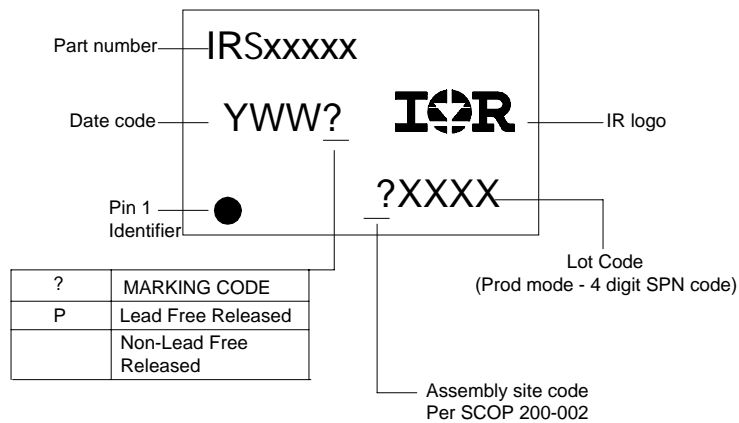 Part number
IRSxxxxx
Date code
YWW?
IOR
IR logo
?XXXX
Pin 1
Identifier
Lot Code
(Prod mode - 4 digit SPN code)
? MARKING CODE
P Lead Free Released
Non-Lead Free
Released
Assembly site code
Per SCOP 200-002